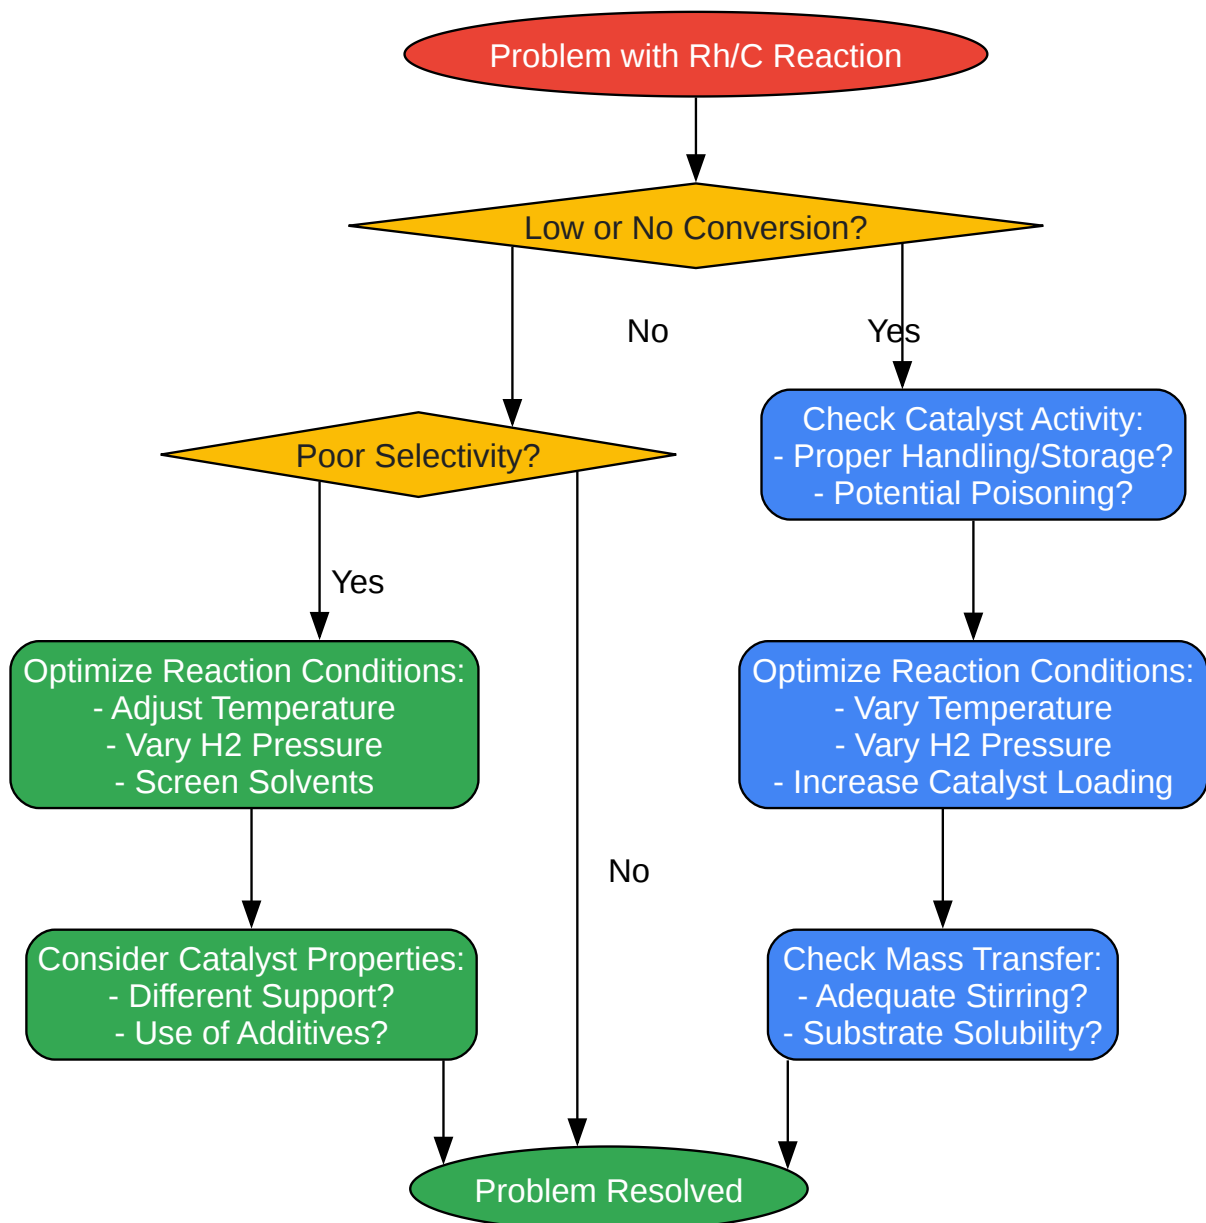 Problem with Rh/C Reaction
Low or No Conversion?
No
Yes
Check Catalyst Activity:
- Proper Handling/Storage?
- Potential Poisoning?
Poor Selectivity?
Yes
Optimize Reaction Conditions:
- Adjust Temperature
- Vary H2 Pressure
- Screen Solvents
Optimize Reaction Conditions:
- Vary Temperature
- Vary H2 Pressure
- Increase Catalyst Loading
No
Consider Catalyst Properties:
- Different Support?
- Use of Additives?
Check Mass Transfer:
- Adequate Stirring?
- Substrate Solubility?
Problem Resolved